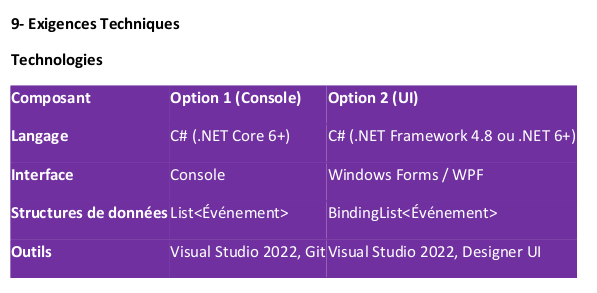 9- Exigences Techniques
Technologies
Composant Option 1 (Console) Option 2 (UI)
Langage C# (.NET Core 6+) C# (.NET Framework 4.8 ou .NET 6+)
Interface Console Windows Forms / WPF
Structures de données List<Événement> BindingList<Événement>
Outils Visual Studio 2022, Git Visual Studio 2022, Designer UI